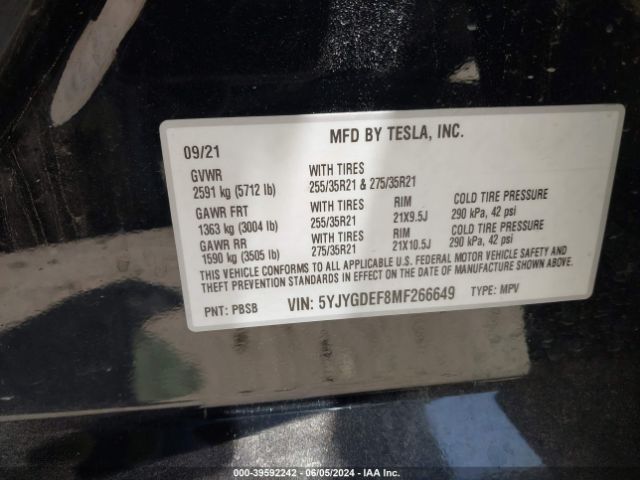 MFD BY TESLA, INC.
09/21
GVWR WITH TIRES
2591 kg (5712 lb) 255/35R21 & 275/35R21
GAWR FRT WITH TIRES RIM COLD TIRE PRESSURE
1363 kg (3004 lb) 255/35R21 21X9.5J 290 kPa, 42 psi
GAWR RR WITH TIRES RIM COLD TIRE PRESSURE
1590 kg (3505 lb) 275/35R21 21X10.5J 290 kPa, 42 psi
THIS VEHICLE CONFORMS TO ALL APPLICABLE U.S. FEDERAL MOTOR VEHICLE SAFETY AND
THEFT PREVENTION STANDARDS IN EFFECT ON THE DATE OF MANUFACTURE SHOWN ABOVE.
PNT: PBSB VIN: 5YJYGDEF8MF266649 TYPE: MPV
000-39592242 - 06/05/2024 - IAA Inc.